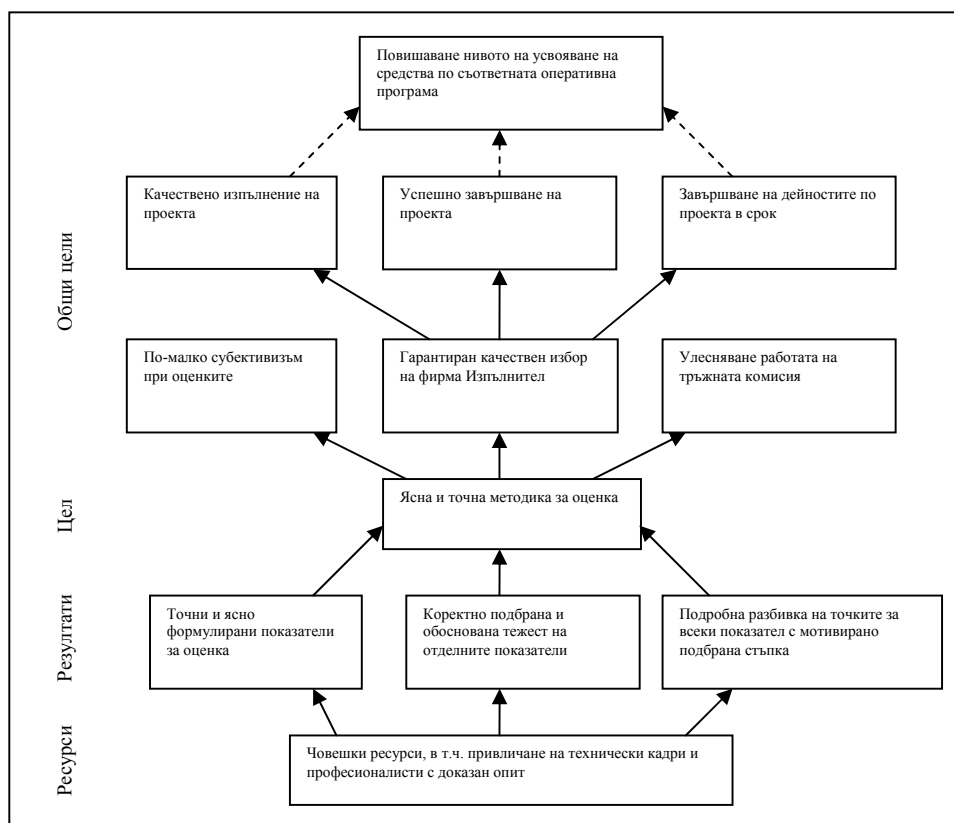 Повишаване нивото на усвояване на
средства по съответната оперативна
програма
Качествено изпълнение на
проекта
Успешно завършване на
проекта
Завършване на дейностите по
проекта в срок
Общи цели
По-малко субективизъм
при оценките
Гарантиран качествен избор
на фирма Изпълнител
Улесняване работата на
тръжната комисия
Цел
Ясна и точна методика за оценка
Резултати
Точни и ясно
формулирани показатели
за оценка
Коректно подбрана и
обоснована тежест на
отделните показатели
Подробна разбивка на точките за
всеки показател с мотивирано
подбрана стъпка
Ресурси
Човешки ресурси, в т.ч. привличане на технически кадри и
професионалисти с доказан опит